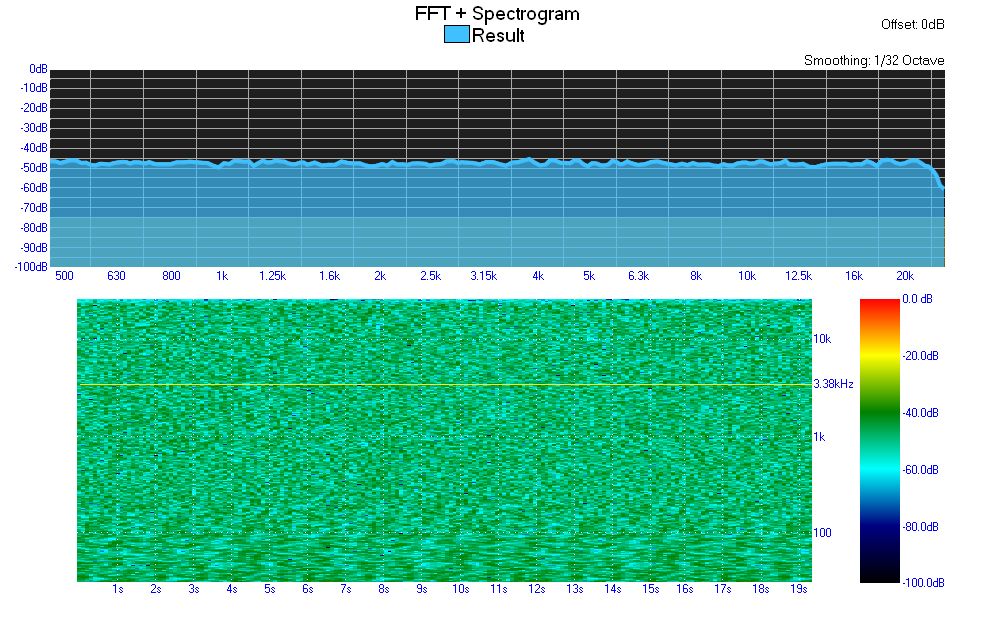 FFT + Spectrogram
Result
Offset: 0dB
Smoothing: 1/32 Octave
0dB
-10dB
-20dB
-30dB
-40dB
-50dB
-60dB
-70dB
-80dB
-90dB
-100dB
500 630 800 1k 1.25k 1.6k 2k 2.5k 3.15k 4k 5k 6.3k 8k 10k 12.5k 16k 20k
10k
3.38kHz
1k
100
1s 2s 3s 4s 5s 6s 7s 8s 9s 10s 11s 12s 13s 14s 15s 16s 17s 18s 19s
0.0 dB
-20.0dB
-40.0dB
-60.0dB
-80.0dB
-100.0dB